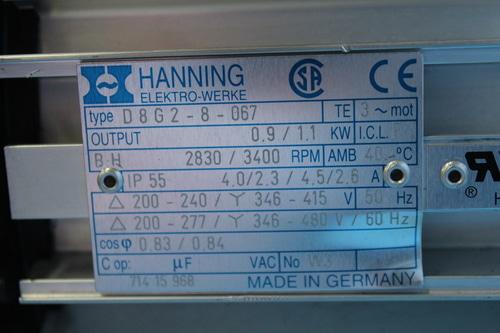 HANNING CSA CE
ELEKTRO-WERKE
type D 8 G 2 - 8 - 067 TE 3 ~ mot
OUTPUT 0.9 / 1.1 KW I.C.L.
B-H 2830 / 3400 RPM AMB 40 °C
IP 55 4.0/2.3 / 4.5/2.6 A
△ 200 - 240 / Y 346 - 415 V 50 Hz
△ 200 - 277 / Y 346 - 480 V / 60 Hz
cosφ 0.83 / 0.84
C op: µF VAC No
714 15 968 MADE IN GERMANY
®